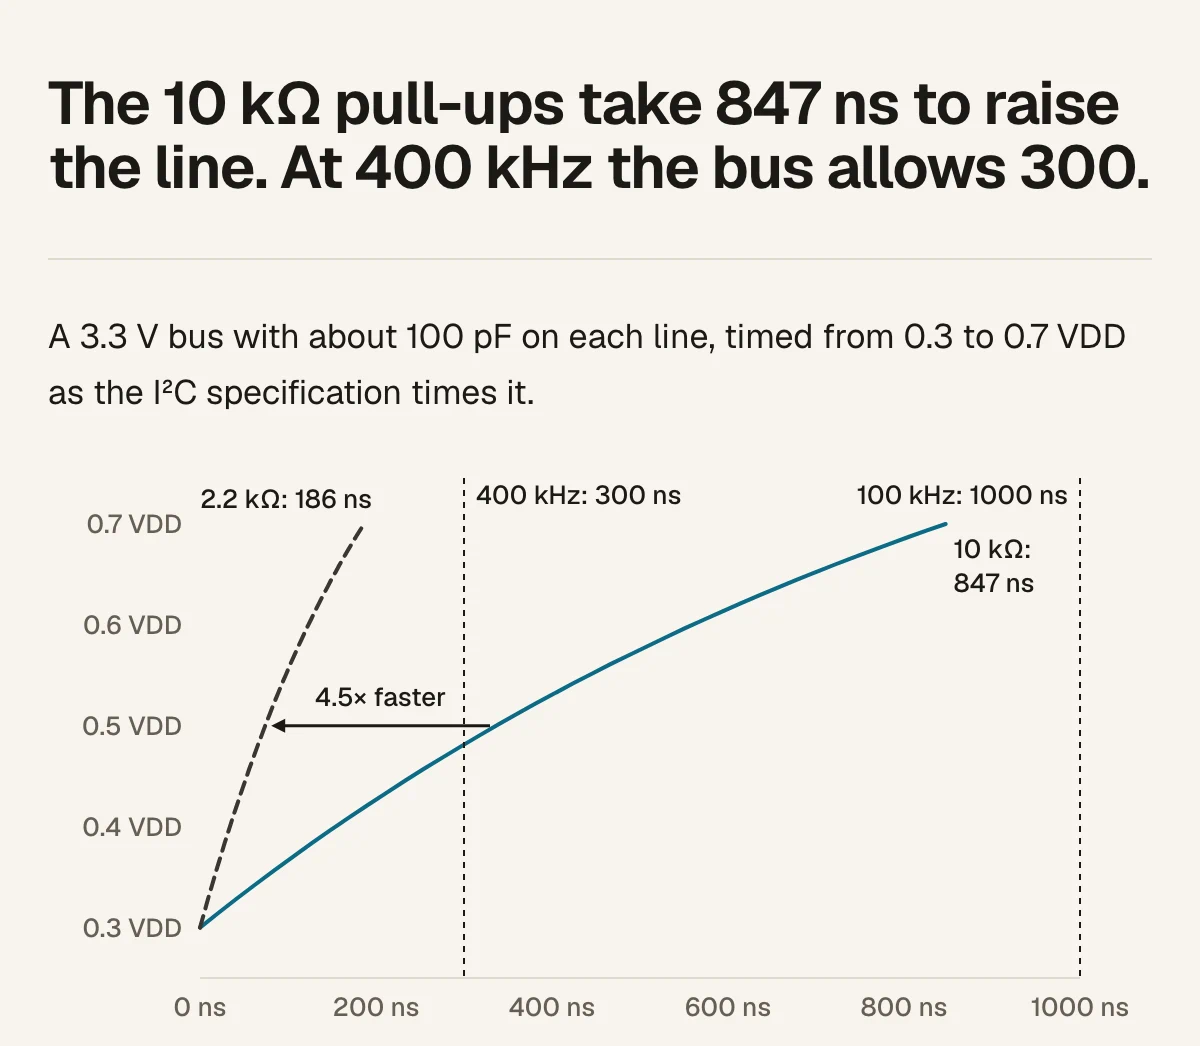 The 10 kΩ pull-ups take 847 ns to raise
the line. At 400 kHz the bus allows 300.
A 3.3 V bus with about 100 pF on each line, timed from 0.3 to 0.7 VDD
as the I²C specification times it.
2.2 kΩ: 186 ns
400 kHz: 300 ns
100 kHz: 1000 ns
0.7 VDD
10 kΩ:
847 ns
0.6 VDD
4.5× faster
0.5 VDD
0.4 VDD
0.3 VDD
0 ns
200 ns
400 ns
600 ns
800 ns
1000 ns